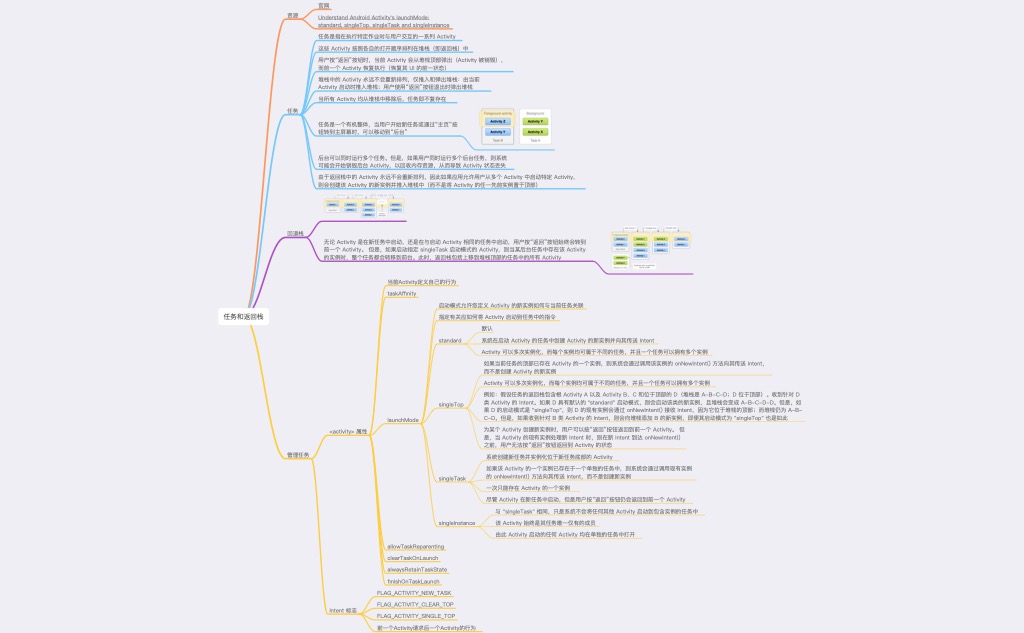 任务和返回栈
资源
官网
Understand Android Activity's launchMode:
standard, singleTop, singleTask and singleInstance
任务
任务是指在执行特定作业时与用户交互的一系列 Activity
这些 Activity 按照各自的打开顺序排列在堆栈（即返回栈）中
用户按“返回”按钮时，当前 Activity 会从堆栈顶部弹出（Activity 被销毁），
而前一个 Activity 恢复执行（恢复其 UI 的前一状态）
堆栈中的 Activity 永远不会重新排列，仅推入和弹出堆栈：由当前
Activity 启动时推入堆栈；用户使用“返回”按钮退出时弹出堆栈
当所有 Activity 均从堆栈中移除后，任务即不复存在
任务是一个有机整体，当用户开始新任务或通过“主页”按
钮转到主屏幕时，可以移动到“后台”
Foreground activity
Activity Z
Activity Y
Task B
Background
Activity Y
Activity X
Task A
后台可以同时运行多个任务。但是，如果用户同时运行多个后台任务，则系统
可能会开始销毁后台 Activity，以回收内存资源，从而导致 Activity 状态丢失
由于返回栈中的 Activity 永远不会重新排列，因此如果应用允许用户从多个 Activity 中启动特定 Activity，
则会创建该 Activity 的新实例并推入堆栈中（而不是将 Activity 的任一先前实例置于顶部）
回退栈
无论 Activity 是在新任务中启动，还是在与启动 Activity 相同的任务中启动，用户按“返回”按钮始终会转到
前一个 Activity。 但是，如果启动指定 singleTask 启动模式的 Activity，则当某后台任务中存在该 Activity
的实例时，整个任务都会转移到前台。此时，返回栈包括上移到堆栈顶部的任务中的所有 Activity
管理任务
<activity> 属性
当前Activity定义自己的行为
taskAffinity
launchMode
启动模式允许您定义 Activity 的新实例如何与当前任务关联
指定有关应如何将 Activity 启动到任务中的指令
standard
默认
系统在启动 Activity 的任务中创建 Activity 的新实例并向其传送 Intent
Activity 可以多次实例化，而每个实例均可属于不同的任务，并且一个任务可以拥有多个实例
singleTop
如果当前任务的顶部已存在 Activity 的一个实例，则系统会通过调用该实例的 onNewIntent() 方法向其传送 Intent，
而不是创建 Activity 的新实例
Activity 可以多次实例化，而每个实例均可属于不同的任务，并且一个任务可以拥有多个实例
例如：假设任务的返回栈包含根 Activity A 以及 Activity B、C 和位于顶部的 D（堆栈是 A-B-C-D；D 位于顶部）。收到针对 D
类 Activity 的 Intent。如果 D 具有默认的 "standard" 启动模式，则会启动该类的新实例，且堆栈会变成 A-B-C-D-D。但是，如
果 D 的启动模式是 "singleTop"，则 D 的现有实例会通过 onNewIntent() 接收 Intent，因为它位于堆栈的顶部；而堆栈仍为 A-B-
C-D。但是，如果收到针对 B 类 Activity 的 Intent，则会向堆栈添加 B 的新实例，即便其启动模式为 "singleTop" 也是如此
为某个 Activity 创建新实例时，用户可以按“返回”按钮返回到前一个 Activity。 但
是，当 Activity 的现有实例处理新 Intent 时，则在新 Intent 到达 onNewIntent()
之前，用户无法按“返回”按钮返回到 Activity 的状态
singleTask
系统创建新任务并实例化位于新任务底部的 Activity
如果该 Activity 的一个实例已存在于一个单独的任务中，则系统会通过调用现有实例
的 onNewIntent() 方法向其传送 Intent，而不是创建新实例
一次只能存在 Activity 的一个实例
尽管 Activity 在新任务中启动，但是用户按“返回”按钮仍会返回到前一个 Activity
singleInstance
与 "singleTask" 相同，只是系统不会将任何其他 Activity 启动到包含实例的任务中
该 Activity 始终是其任务唯一仅有的成员
由此 Activity 启动的任何 Activity 均在单独的任务中打开
allowTaskReparenting
clearTaskOnLaunch
alwaysRetainTaskState
finishOnTaskLaunch
Intent 标志
FLAG_ACTIVITY_NEW_TASK
FLAG_ACTIVITY_CLEAR_TOP
FLAG_ACTIVITY_SINGLE_TOP
前一个Activity请求后一个Activity的行为